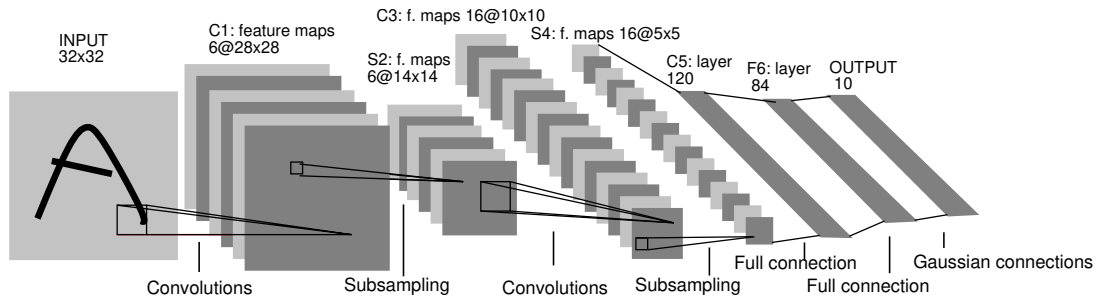 INPUT
32x32
C1: feature maps
6@28x28
S2: f. maps
6@14x14
C3: f. maps 16@10x10
S4: f. maps 16@5x5
C5: layer
120
F6: layer
84
OUTPUT
10
Convolutions
Subsampling
Convolutions
Subsampling
Full connection
Full connection
Gaussian connections